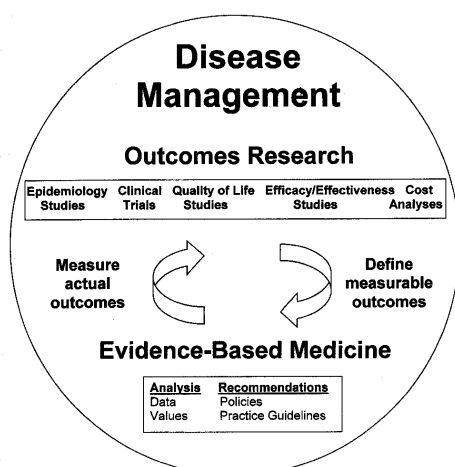 Disease
Management
Outcomes Research
Epidemiology Clinical Quality of Life Efficacy/Effectiveness Cost
Studies Trials Studies Studies Analyses
Measure
actual
outcomes
Define
measurable
outcomes
Evidence-Based Medicine
Analysis Recommendations
Data Policies
Values Practice Guidelines